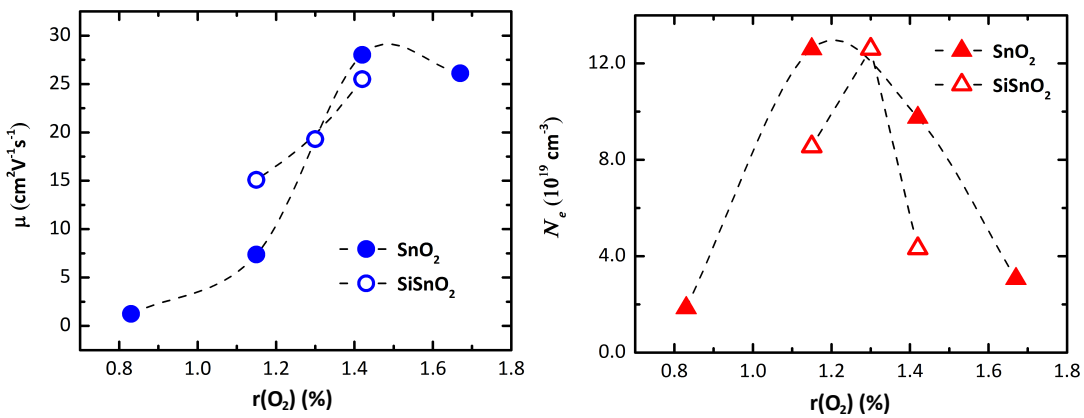 30
25
20
15
10
5
0
μ (cm²V⁻¹s⁻¹)
SnO₂
SiSnO₂
0.8 1.0 1.2 1.4 1.6 1.8
r(O₂) (%)
12.0
8.0
4.0
0.0
Nₑ (10¹⁹ cm⁻³)
SnO₂
SiSnO₂
0.8 1.0 1.2 1.4 1.6 1.8
r(O₂) (%)